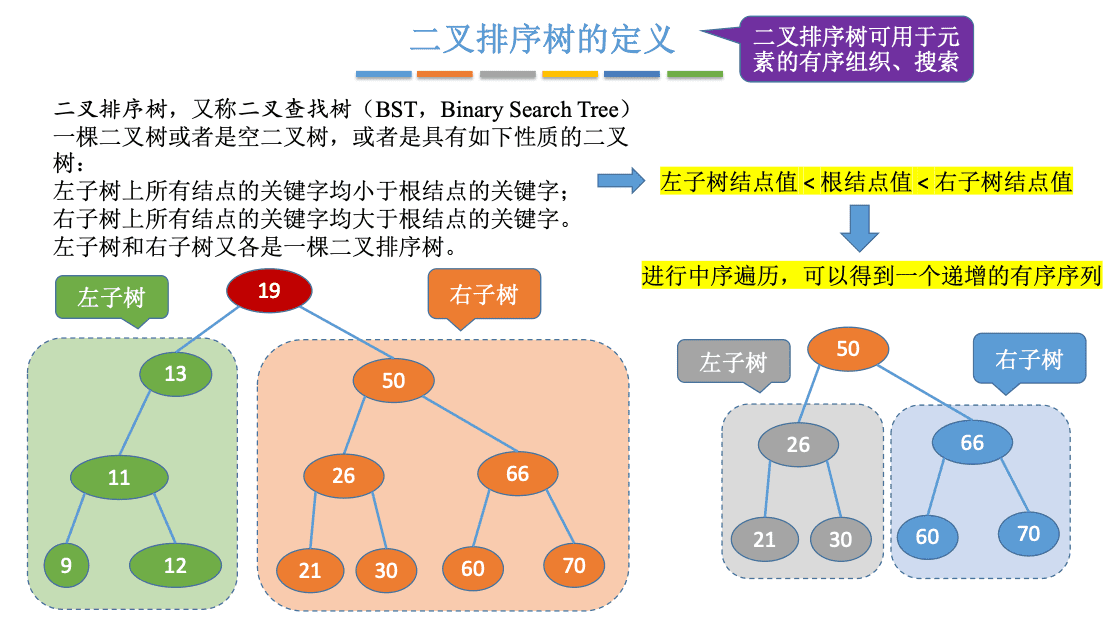 二叉排序树的定义
二叉排序树可用于元
素的有序组织、搜索
二叉排序树，又称二叉查找树（BST，Binary Search Tree）
一棵二叉树或者是空二叉树，或者是具有如下性质的二叉
树：
左子树上所有结点的关键字均小于根结点的关键字；
右子树上所有结点的关键字均大于根结点的关键字。
左子树和右子树又各是一棵二叉排序树。
左子树结点值 < 根结点值 < 右子树结点值
进行中序遍历，可以得到一个递增的有序序列
左子树
19
右子树
13
50
11
26
66
9
12
21
30
60
70
50
左子树
右子树
26
66
21
30
60
70